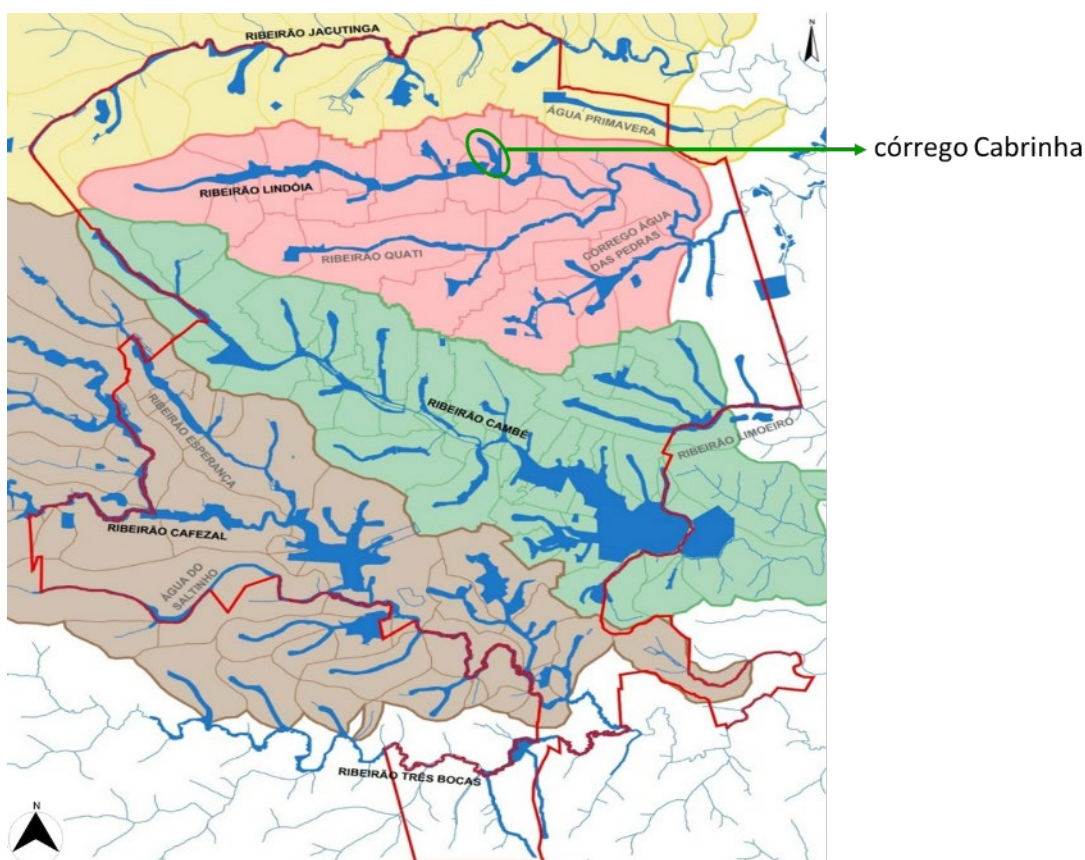 RIBEIRÃO JACUTINGA
N
ÁGUA PRIMAVERA
córrego Cabrinha
RIBEIRÃO LINDÓIA
RIBEIRÃO QUATI
CÓRREGO ÁGUA
DAS PEDRAS
RIBEIRÃO CAMBÉ
RIBEIRÃO ESPERANÇA
RIBEIRÃO LIMOEIRO
RIBEIRÃO CAFEZAL
ÁGUA DO
SALTINHO
RIBEIRÃO TRÊS BOCAS
N